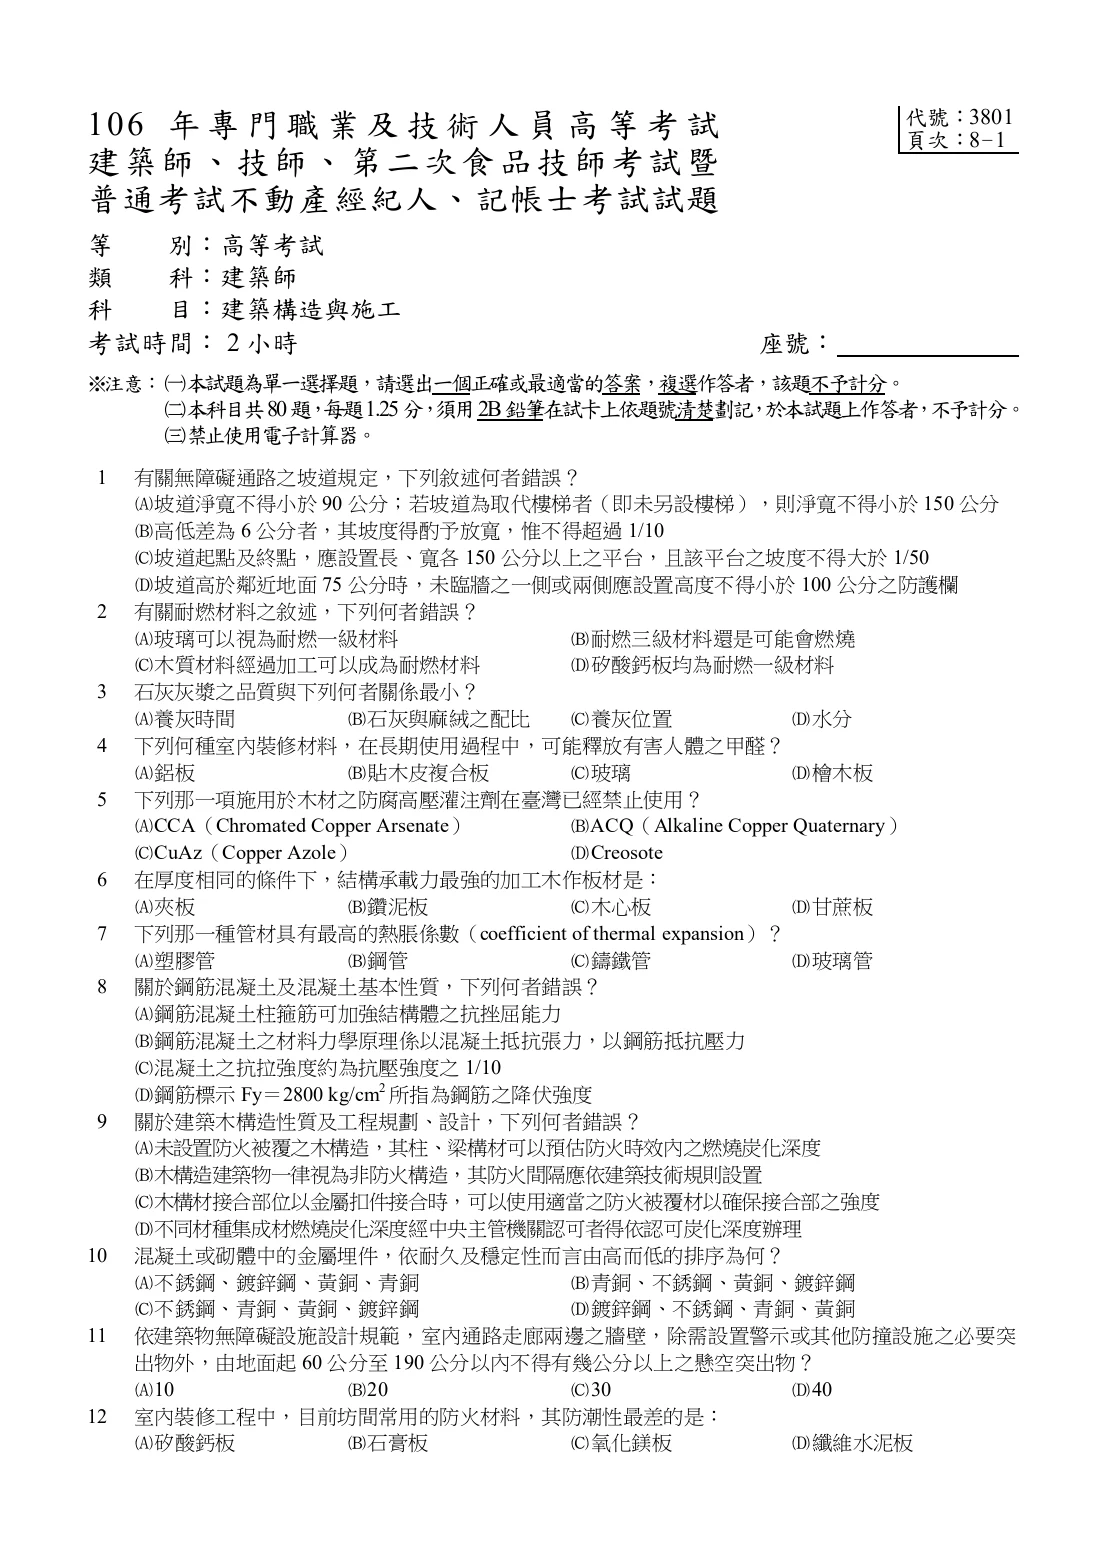 106 年專門職業及技術人員高等考試
建築師、技師、第二次食品技師考試暨
普通考試不動產經紀人、記帳士考試試題
代號：3801
頁次：8－1
等　　別：高等考試
類　　科：建築師
科　　目：建築構造與施工
考試時間： 2 小時　　座號：
※注意：㈠本試題為單一選擇題，請選出一個正確或最適當的答案，複選作答者，該題不予計分。
㈡本科目共 80 題，每題 1.25 分，須用 2B 鉛筆在試卡上依題號清楚劃記，於本試題上作答者，不予計分。
㈢禁止使用電子計算器。
1 有關無障礙通路之坡道規定，下列敘述何者錯誤？
(A)坡道淨寬不得小於 90 公分；若坡道為取代樓梯者（即未另設樓梯），則淨寬不得小於 150 公分
(B)高低差為 6 公分者，其坡度得酌予放寬，惟不得超過 1/10
(C)坡道起點及終點，應設置長、寬各 150 公分以上之平台，且該平台之坡度不得大於 1/50
(D)坡道高於鄰近地面 75 公分時，未臨牆之一側或兩側應設置高度不得小於 100 公分之防護欄
2 有關耐燃材料之敘述，下列何者錯誤？
(A)玻璃可以視為耐燃一級材料 (B)耐燃三級材料還是可能會燃燒
(C)木質材料經過加工可以成為耐燃材料 (D)矽酸鈣板均為耐燃一級材料
3 石灰灰漿之品質與下列何者關係最小？
(A)養灰時間 (B)石灰與麻絨之配比 (C)養灰位置 (D)水分
4 下列何種室內裝修材料，在長期使用過程中，可能釋放有害人體之甲醛？
(A)鋁板 (B)貼木皮複合板 (C)玻璃 (D)檜木板
5 下列那一項施用於木材之防腐高壓灌注劑在臺灣已經禁止使用？
(A)CCA（Chromated Copper Arsenate） (B)ACQ（Alkaline Copper Quaternary）
(C)CuAz（Copper Azole） (D)Creosote
6 在厚度相同的條件下，結構承載力最強的加工木作板材是：
(A)夾板 (B)鑽泥板 (C)木心板 (D)甘蔗板
7 下列那一種管材具有最高的熱脹係數（coefficient of thermal expansion）？
(A)塑膠管 (B)鋼管 (C)鑄鐵管 (D)玻璃管
8 關於鋼筋混凝土及混凝土基本性質，下列何者錯誤？
(A)鋼筋混凝土柱箍筋可加強結構體之抗挫屈能力
(B)鋼筋混凝土之材料力學原理係以混凝土抵抗張力，以鋼筋抵抗壓力
(C)混凝土之抗拉強度約為抗壓強度之 1/10
(D)鋼筋標示 Fy＝2800 kg/cm² 所指為鋼筋之降伏強度
9 關於建築木構造性質及工程規劃、設計，下列何者錯誤？
(A)未設置防火被覆之木構造，其柱、梁構材可以預估防火時效內之燃燒炭化深度
(B)木構造建築物一律視為非防火構造，其防火間隔應依建築技術規則設置
(C)木構材接合部位以金屬扣件接合時，可以使用適當之防火被覆材以確保接合部之強度
(D)不同材種集成材燃燒炭化深度經中央主管機關認可者得依認可炭化深度辦理
10 混凝土或砌體中的金屬埋件，依耐久及穩定性而言由高而低的排序為何？
(A)不銹鋼、鍍鋅鋼、黃銅、青銅 (B)青銅、不銹鋼、黃銅、鍍鋅鋼
(C)不銹鋼、青銅、黃銅、鍍鋅鋼 (D)鍍鋅鋼、不銹鋼、青銅、黃銅
11 依建築物無障礙設施設計規範，室內通路走廊兩邊之牆壁，除需設置警示或其他防撞設施之必要突
出物外，由地面起 60 公分至 190 公分以內不得有幾公分以上之懸空突出物？
(A)10 (B)20 (C)30 (D)40
12 室內裝修工程中，目前坊間常用的防火材料，其防潮性最差的是：
(A)矽酸鈣板 (B)石膏板 (C)氧化鎂板 (D)纖維水泥板